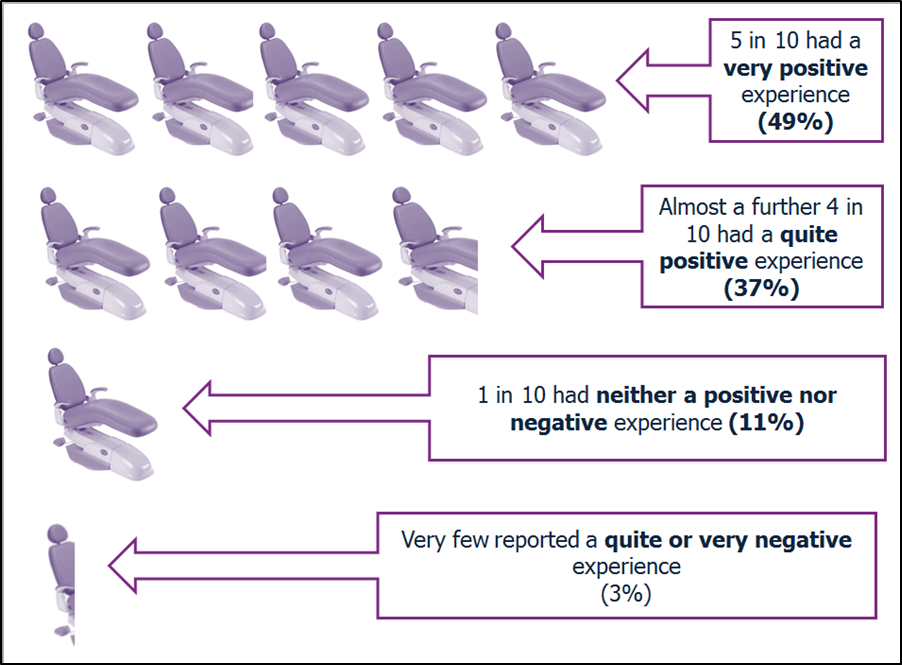 5 in 10 had a
very positive
experience
(49%)
Almost a further 4 in
10 had a quite
positive experience
(37%)
1 in 10 had neither a positive nor
negative experience (11%)
Very few reported a quite or very negative
experience
(3%)